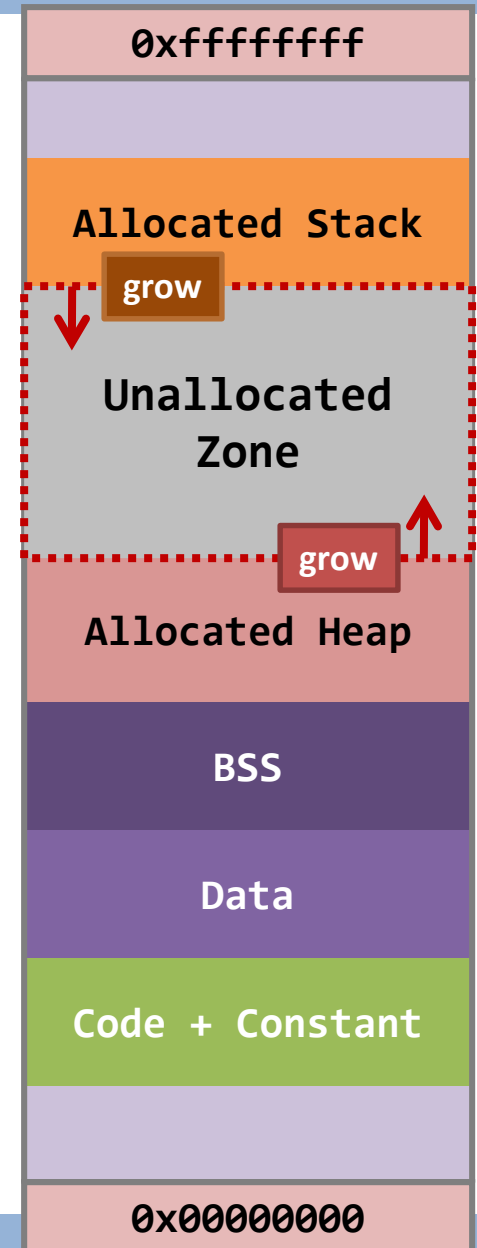 0xffffffff
Allocated Stack
grow
Unallocated
Zone
grow
Allocated Heap
BSS
Data
Code + Constant
0x00000000